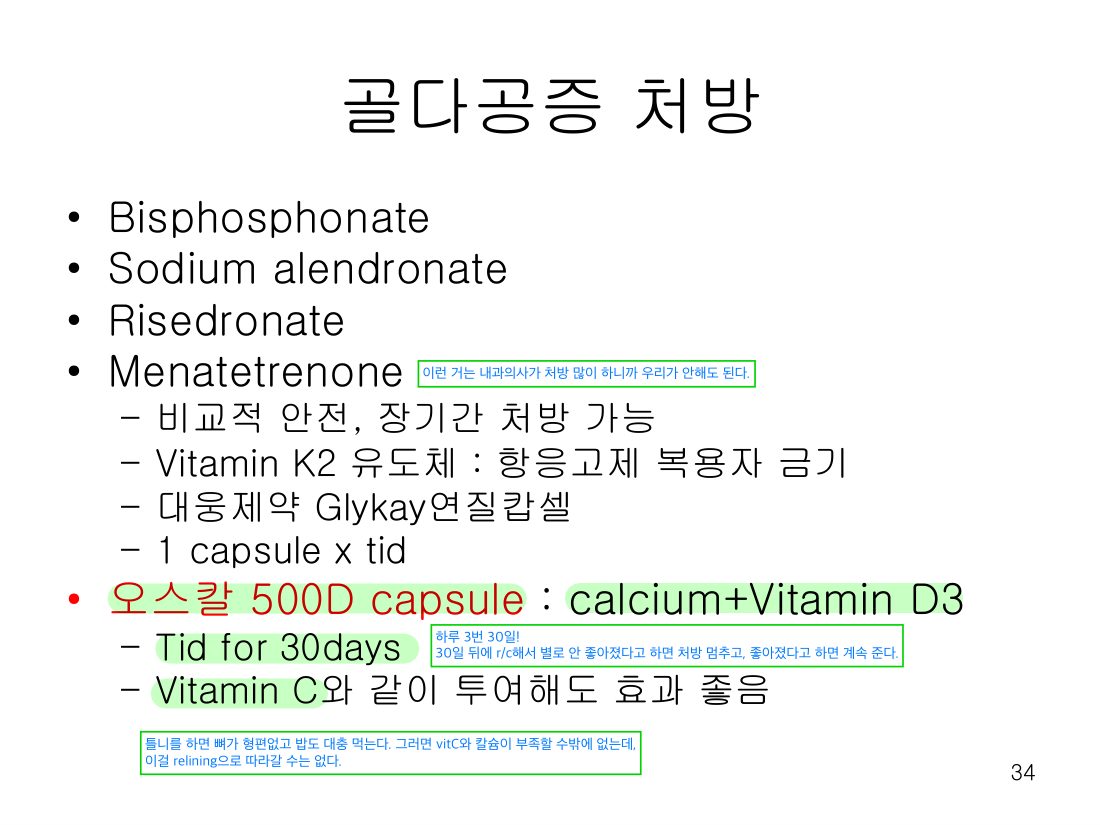 골다공증 처방
• Bisphosphonate
• Sodium alendronate
• Risedronate
• Menatetrenone
이런 거는 내과의사가 처방 많이 하니까 우리가 안해도 된다.
– 비교적 안전, 장기간 처방 가능
– Vitamin K2 유도체 : 항응고제 복용자 금기
– 대웅제약 Glykay연질캅셀
– 1 capsule x tid
• 오스칼 500D capsule : calcium+Vitamin D3
– Tid for 30days
하루 3번 30일!
30일 뒤에 r/c해서 별로 안 좋아졌다고 하면 처방 멈추고, 좋아졌다고 하면 계속 준다.
– Vitamin C와 같이 투여해도 효과 좋음
틀니를 하면 뼈가 형편없고 밥도 대충 먹는다. 그러면 vitC와 칼슘이 부족할 수밖에 없는데,
이걸 relining으로 따라갈 수는 없다.
34